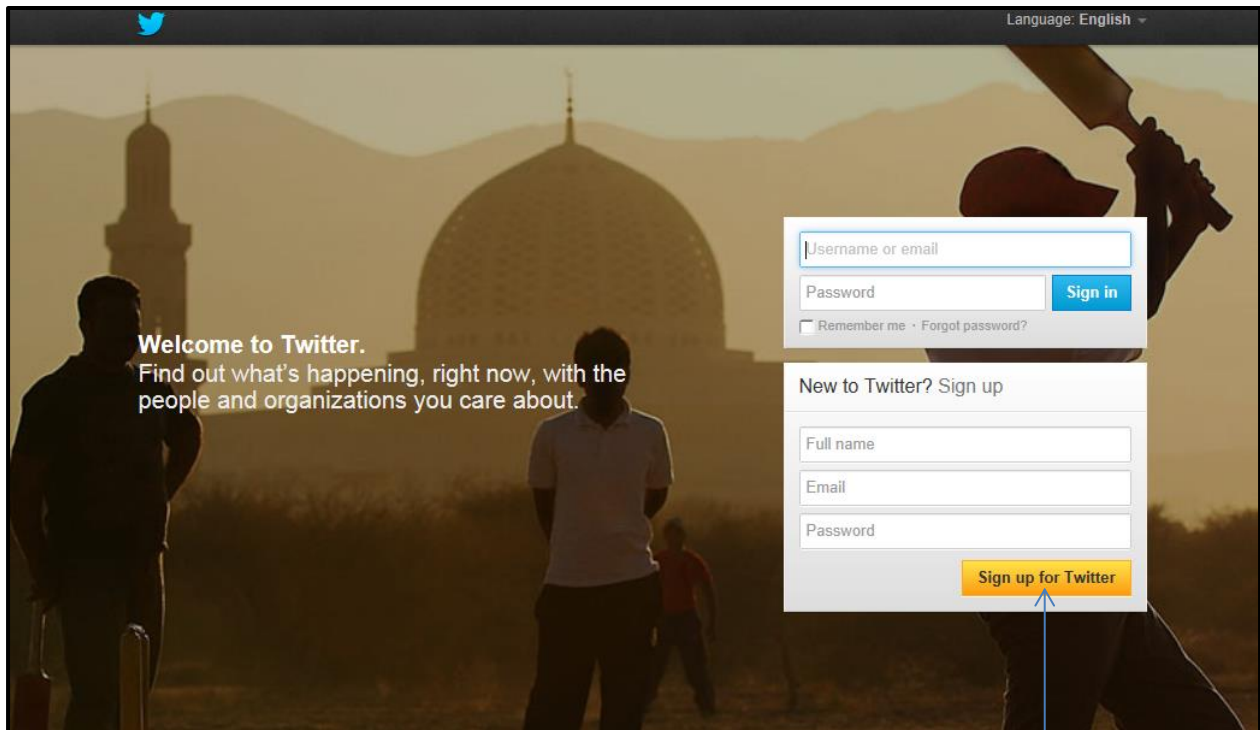 Language: English
Username or email
Password
Sign in
Remember me · Forgot password?
Welcome to Twitter.
Find out what's happening, right now, with the
people and organizations you care about.
New to Twitter? Sign up
Full name
Email
Password
Sign up for Twitter